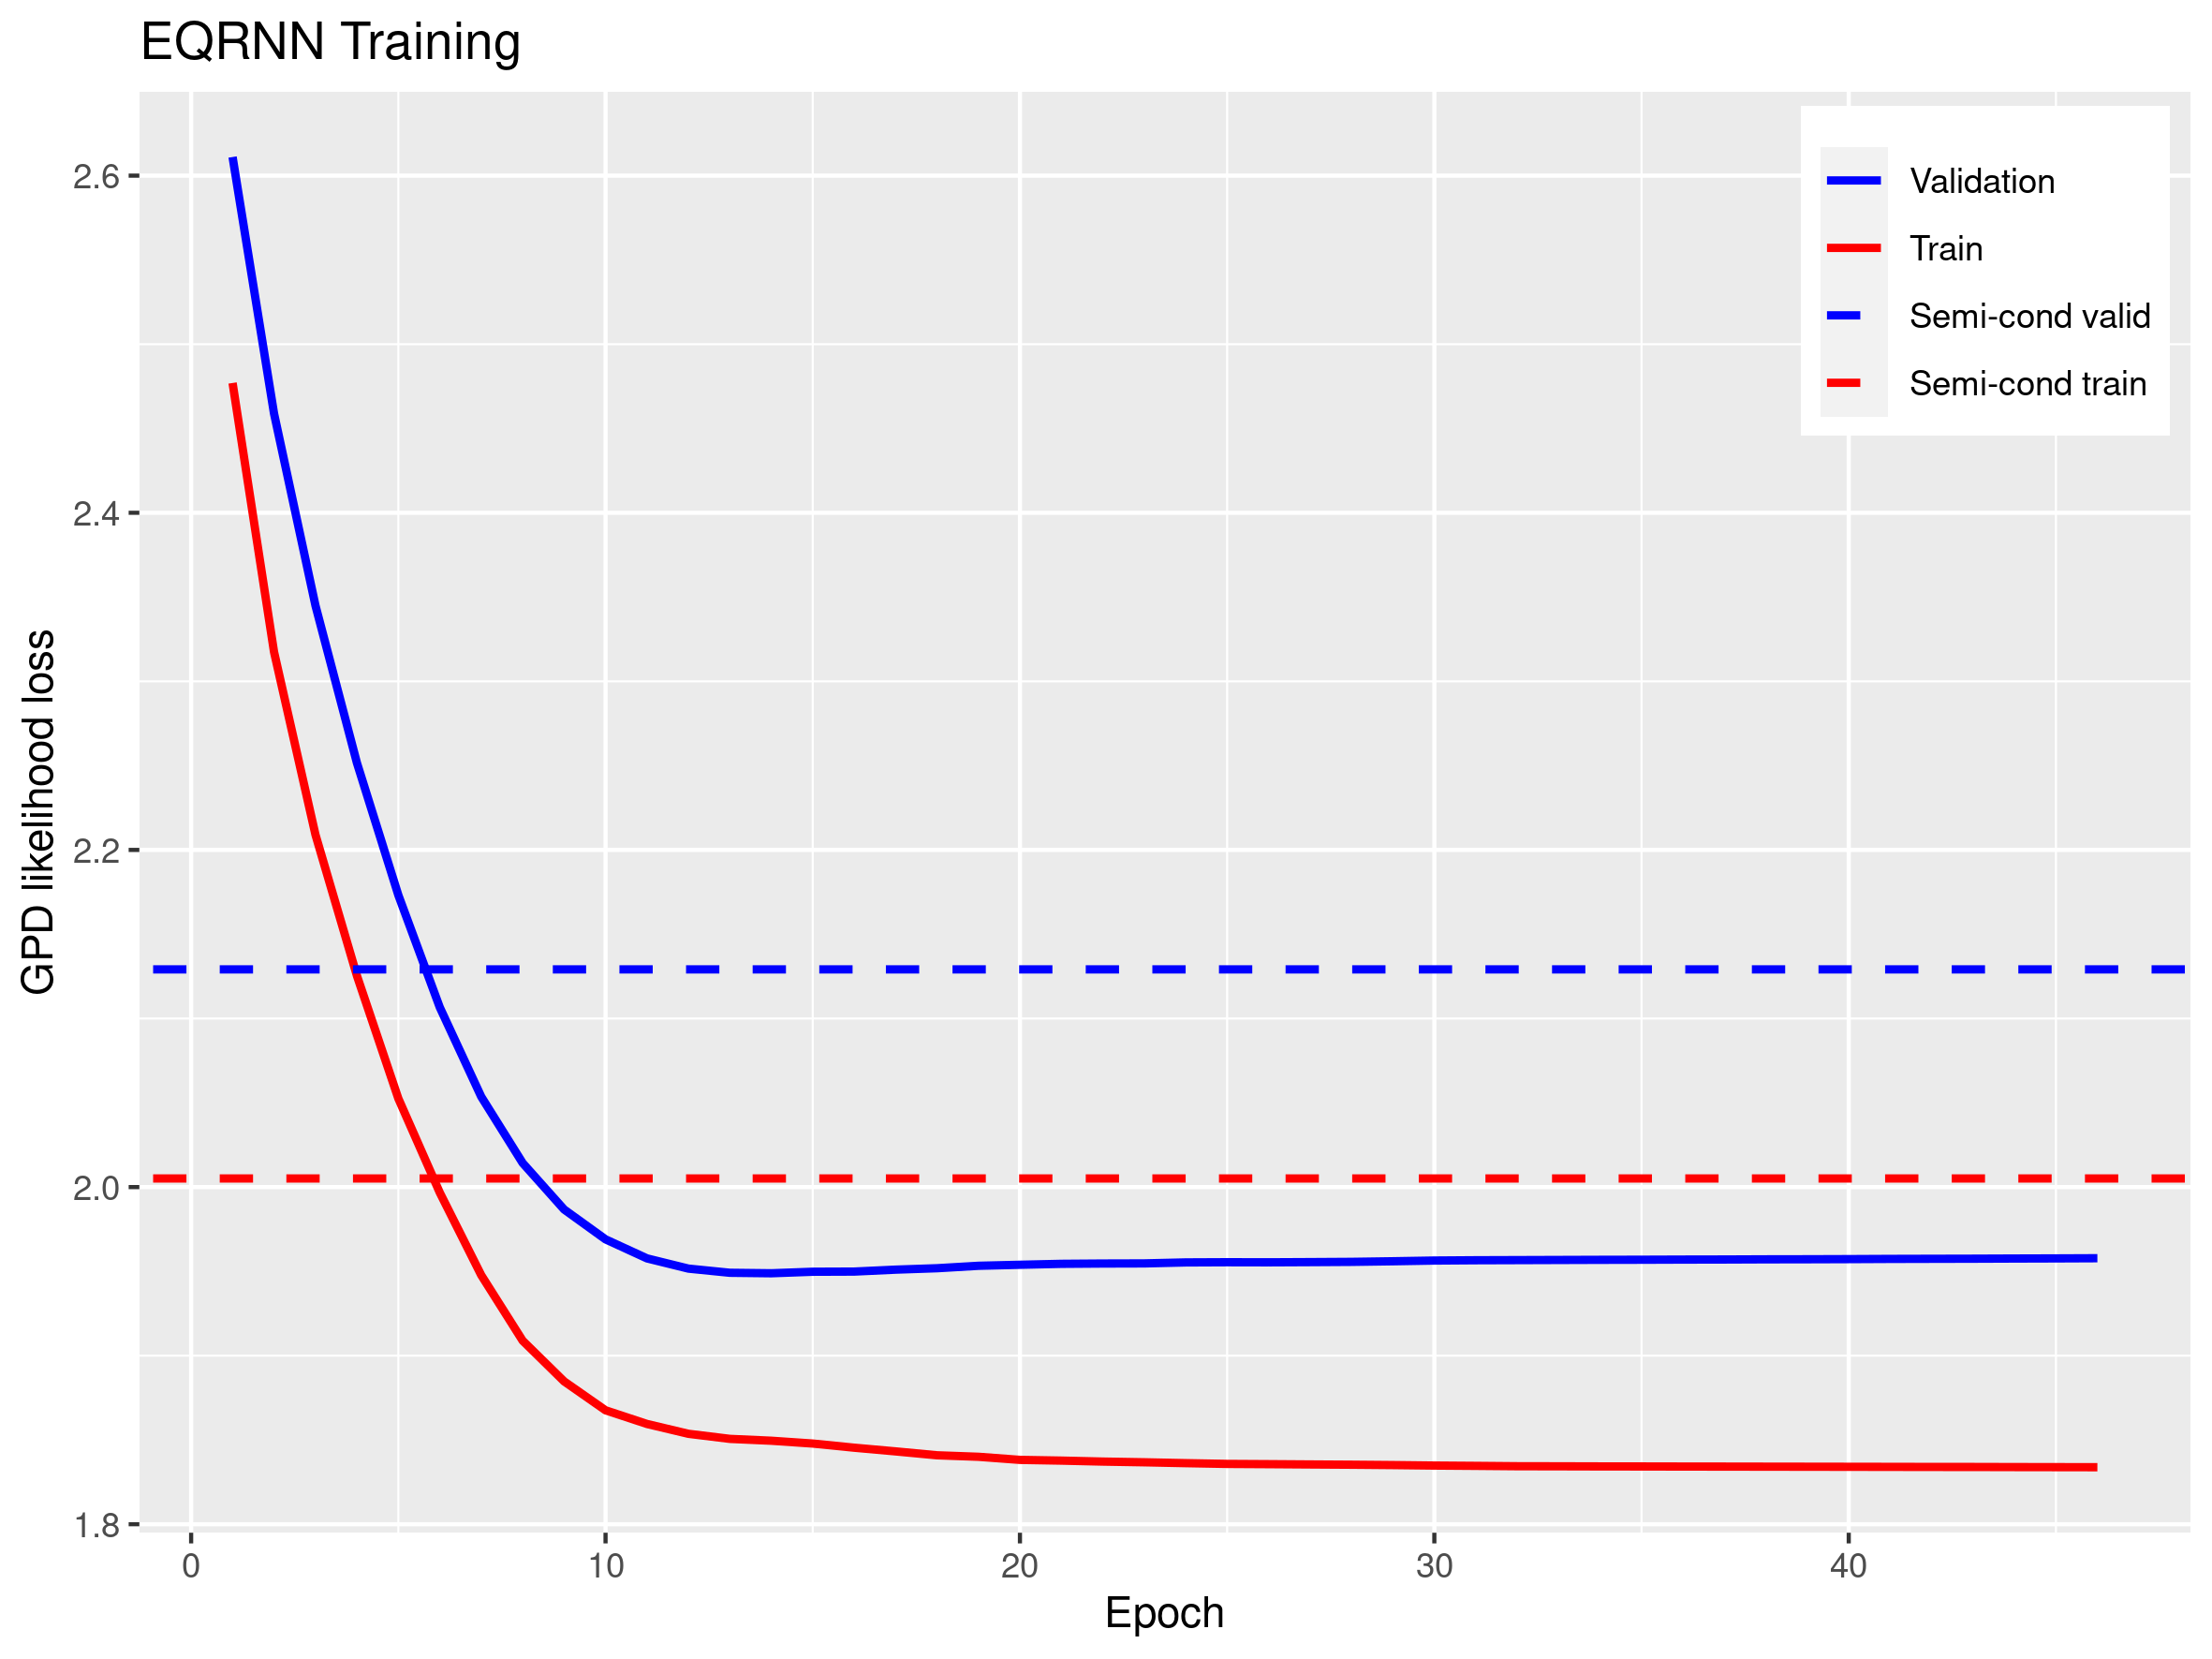 EQRNN Training
GPD likelihood loss
2.6
2.4
2.2
2.0
1.8
0 10 20 30 40
Epoch
Validation
Train
Semi-cond valid
Semi-cond train